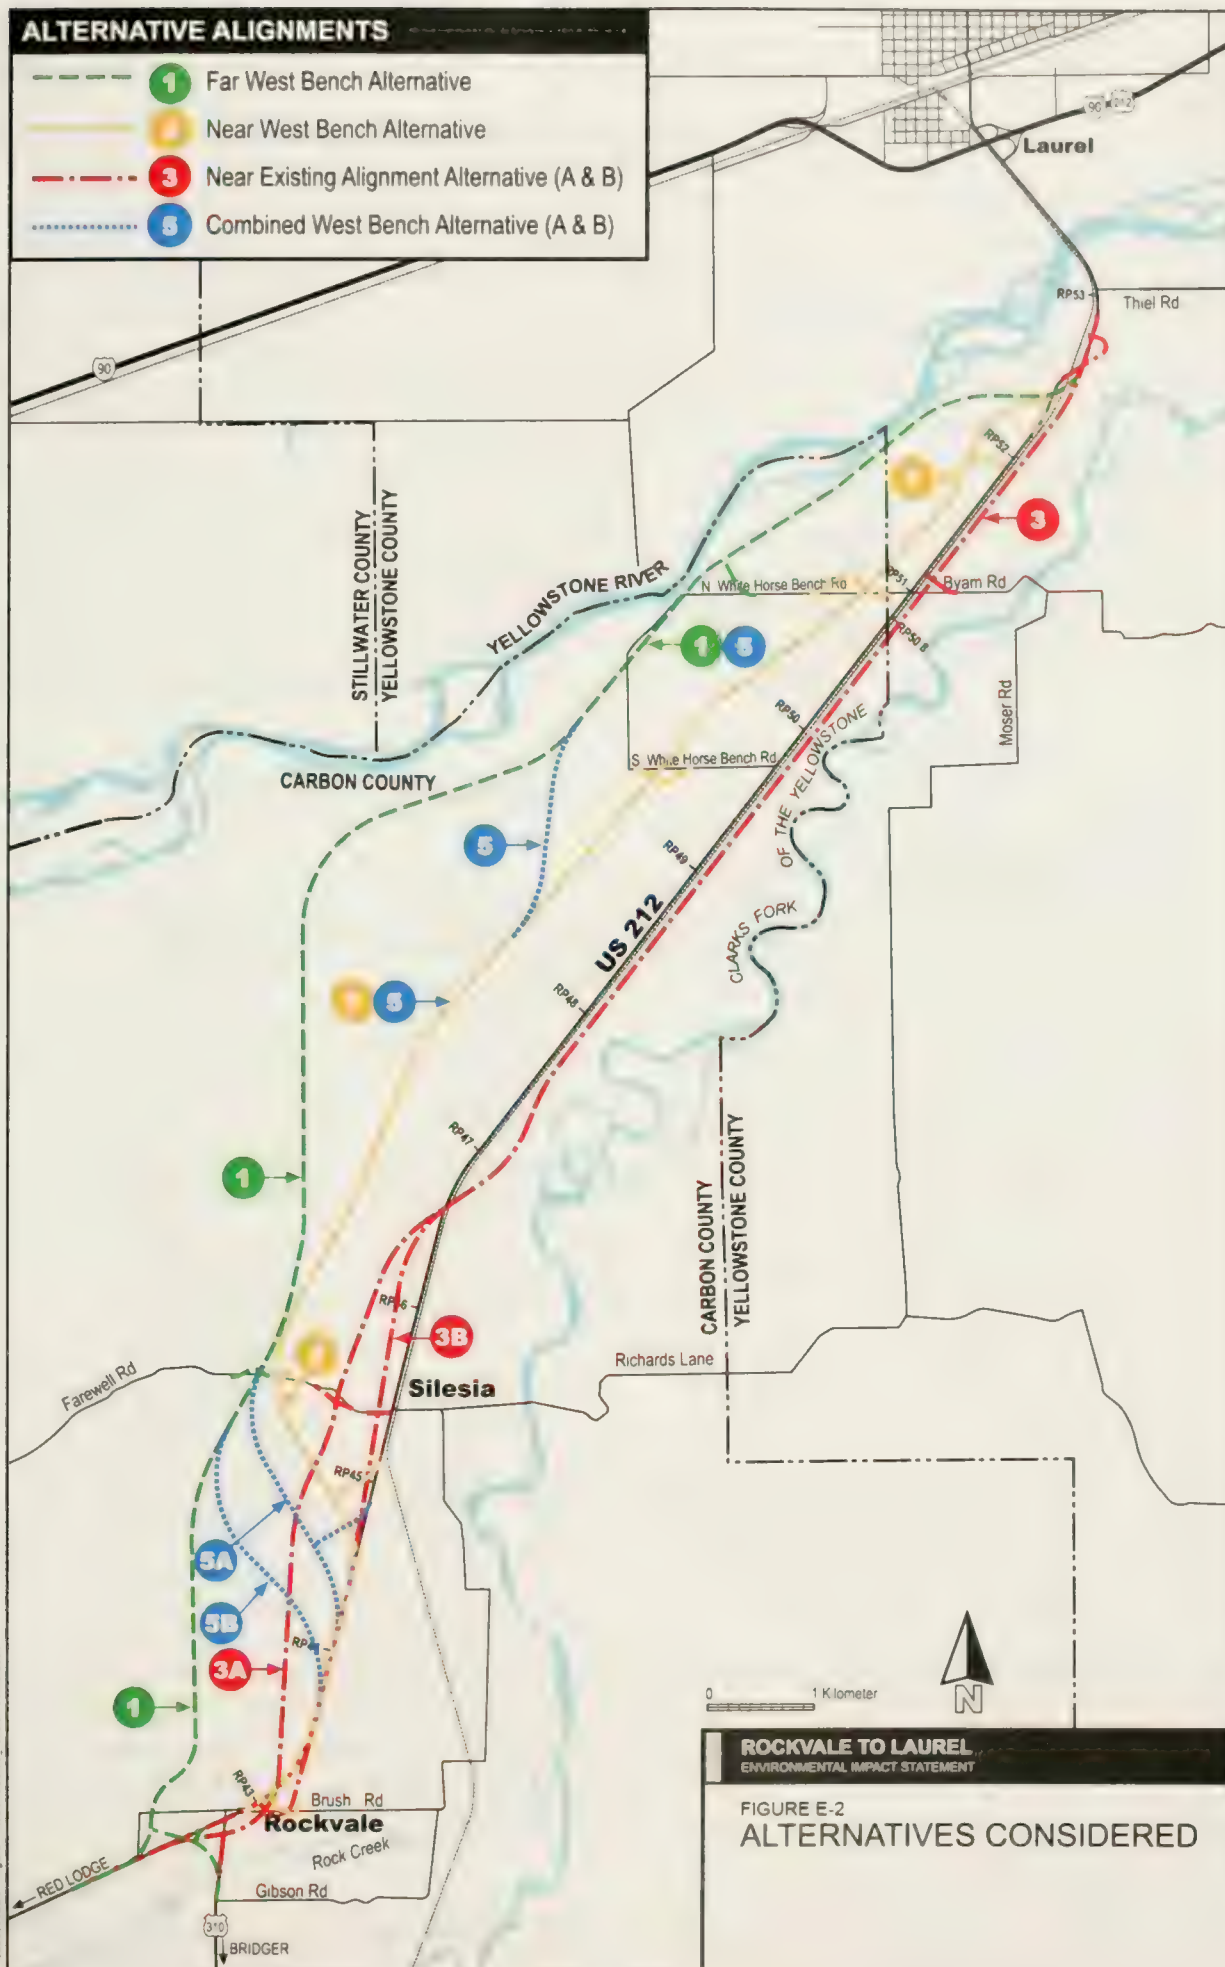 ALTERNATIVE ALIGNMENTS
1 Far West Bench Alternative
Near West Bench Alternative
3 Near Existing Alignment Alternative (A & B)
5 Combined West Bench Alternative (A & B)
90 212
Laurel
RP53
Thiel Rd
90
RP52
3
STILLWATER COUNTY
YELLOWSTONE COUNTY
YELLOWSTONE RIVER
N White Horse Bench Rd
RP51
Byam Rd
RP50.8
1 5
Moser Rd
RP50
S White Horse Bench Rd
CARBON COUNTY
CLARKS FORK OF THE YELLOWSTONE
5
RP49
US 212
5
RP48
RP47
1
CARBON COUNTY
YELLOWSTONE COUNTY
3B
Richards Lane
Farewell Rd
Silesia
RP45
5A
5B
3A
1
0 1 Kilometer
N
RP43
Brush Rd
Rockvale
Rock Creek
RED LODGE
Gibson Rd
310
BRIDGER
ROCKVALE TO LAUREL
ENVIRONMENTAL IMPACT STATEMENT
FIGURE E-2
ALTERNATIVES CONSIDERED